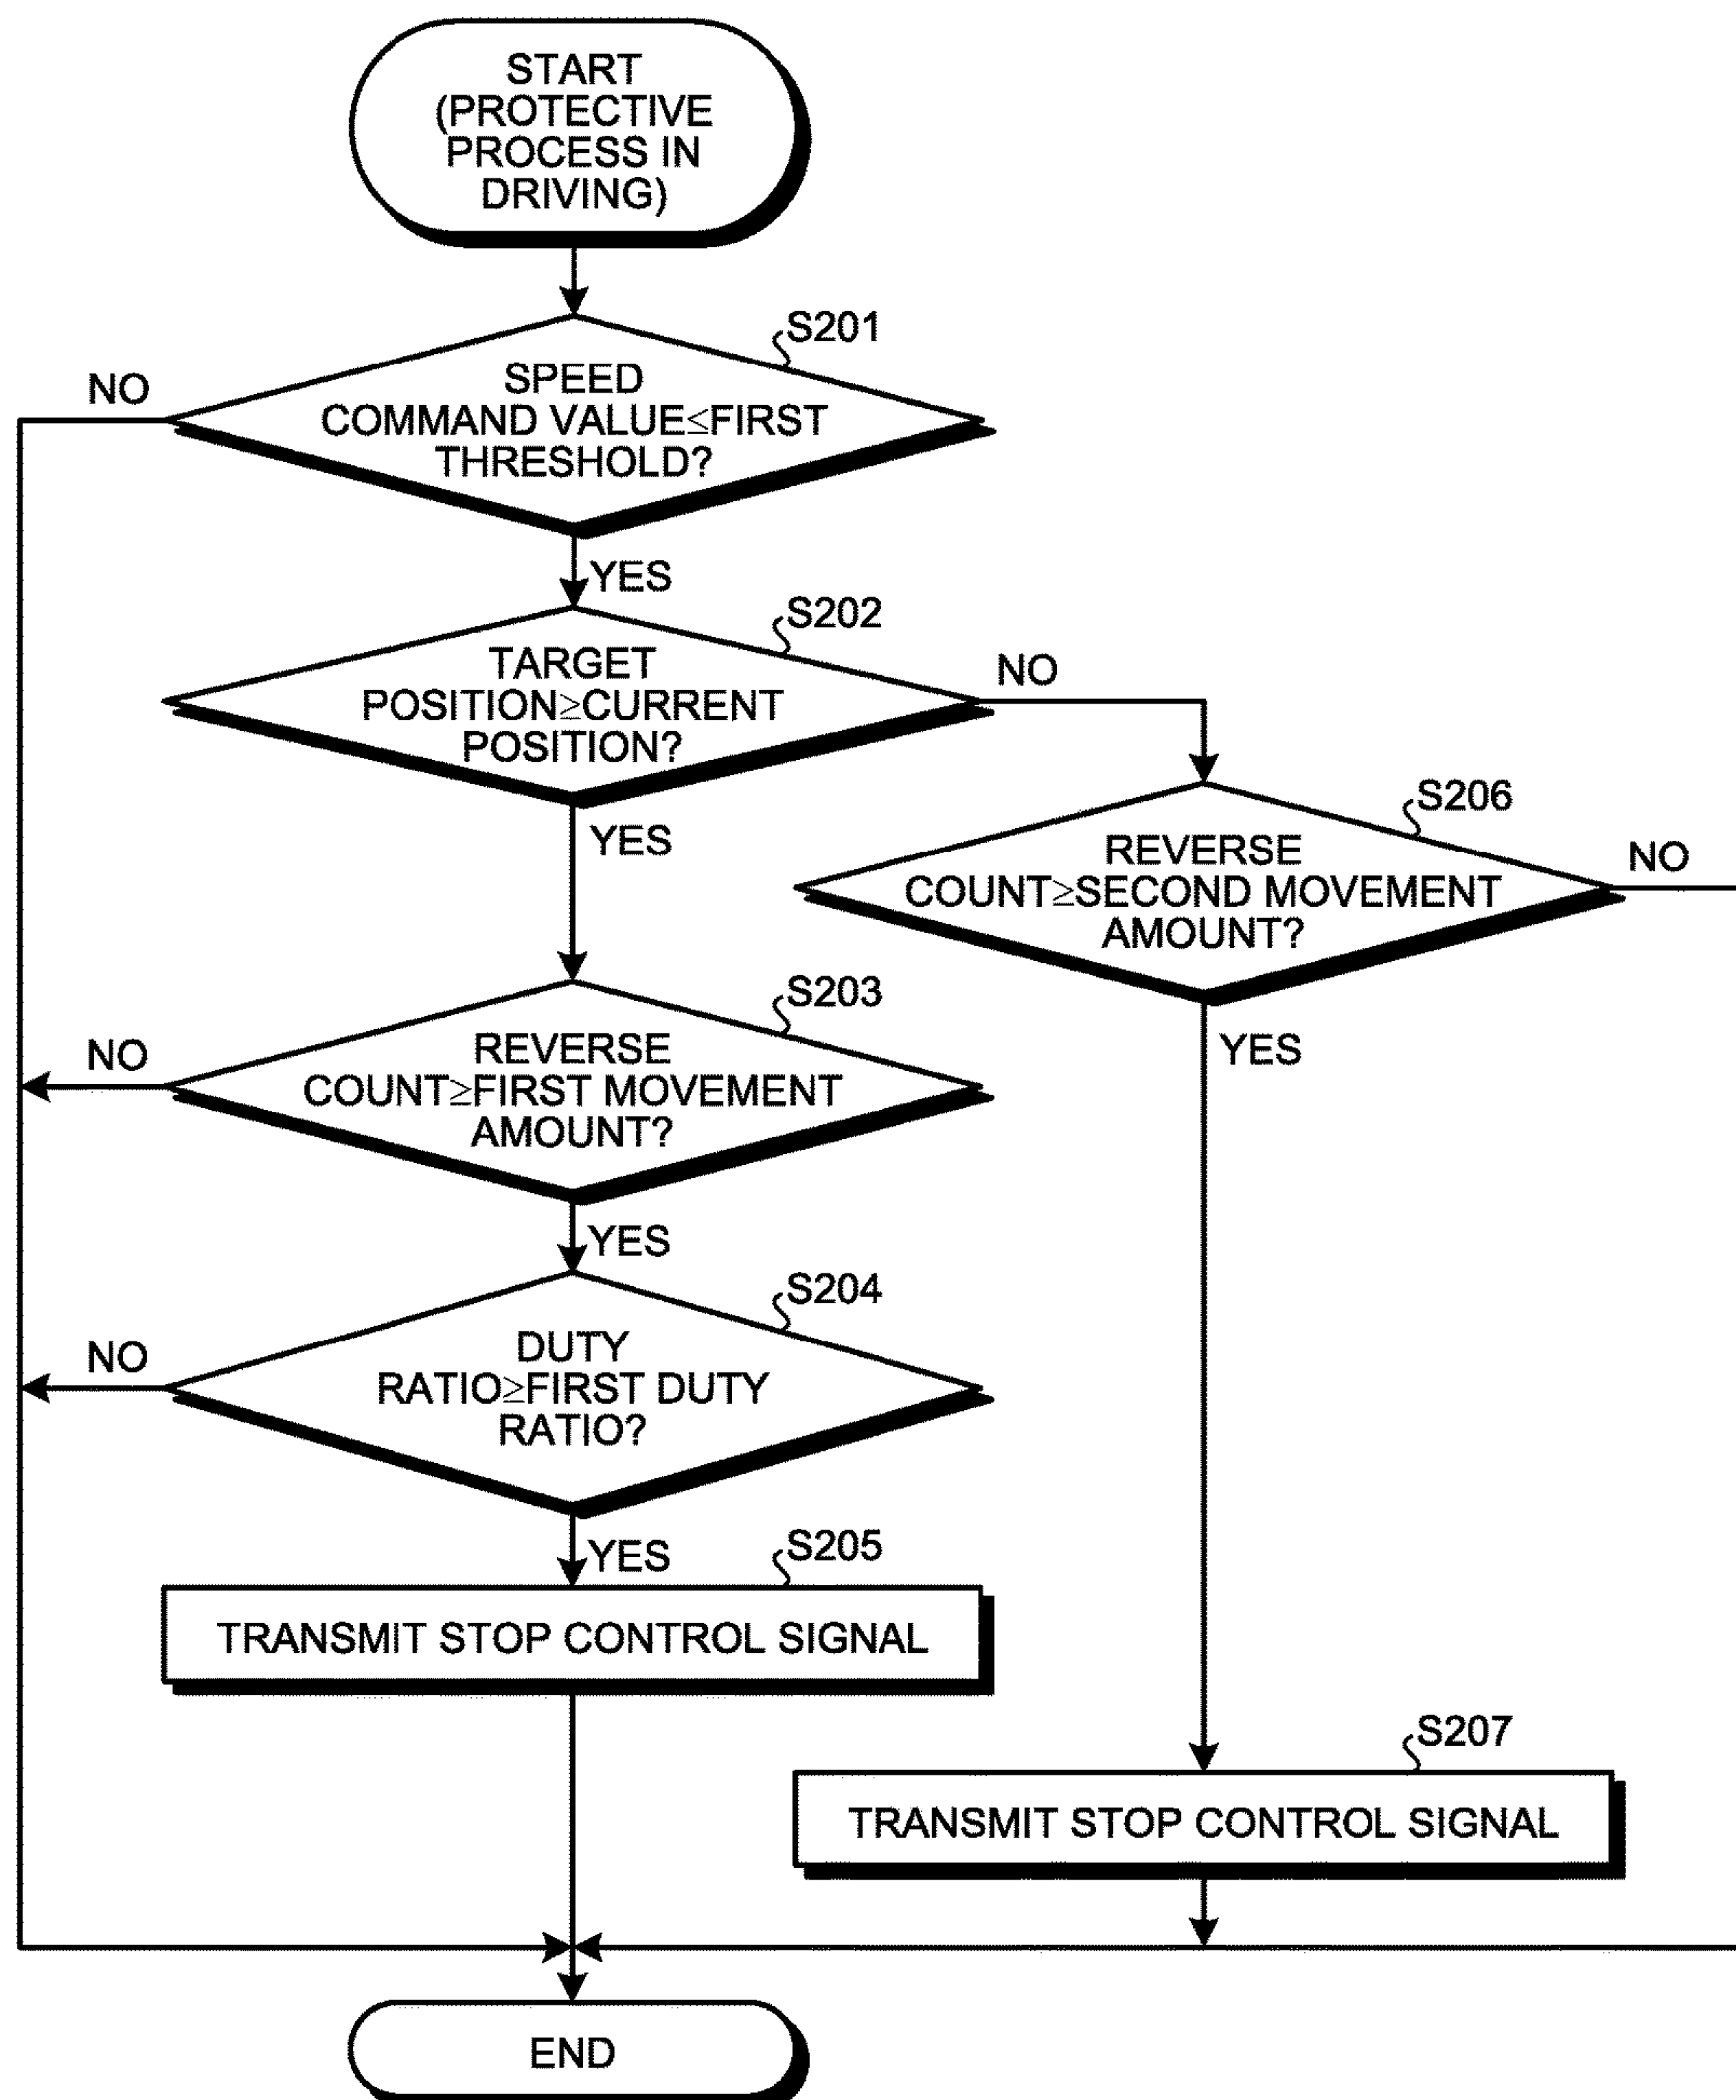 START
(PROTECTIVE
PROCESS IN
DRIVING)
S201
NO
SPEED
COMMAND VALUE≤FIRST
THRESHOLD?
YES
S202
TARGET
POSITION≥CURRENT
POSITION?
NO
YES
S206
REVERSE
COUNT≥SECOND MOVEMENT
AMOUNT?
NO
YES
S203
NO
REVERSE
COUNT≥FIRST MOVEMENT
AMOUNT?
YES
S204
NO
DUTY
RATIO≥FIRST DUTY
RATIO?
YES
S205
TRANSMIT STOP CONTROL SIGNAL
S207
TRANSMIT STOP CONTROL SIGNAL
END